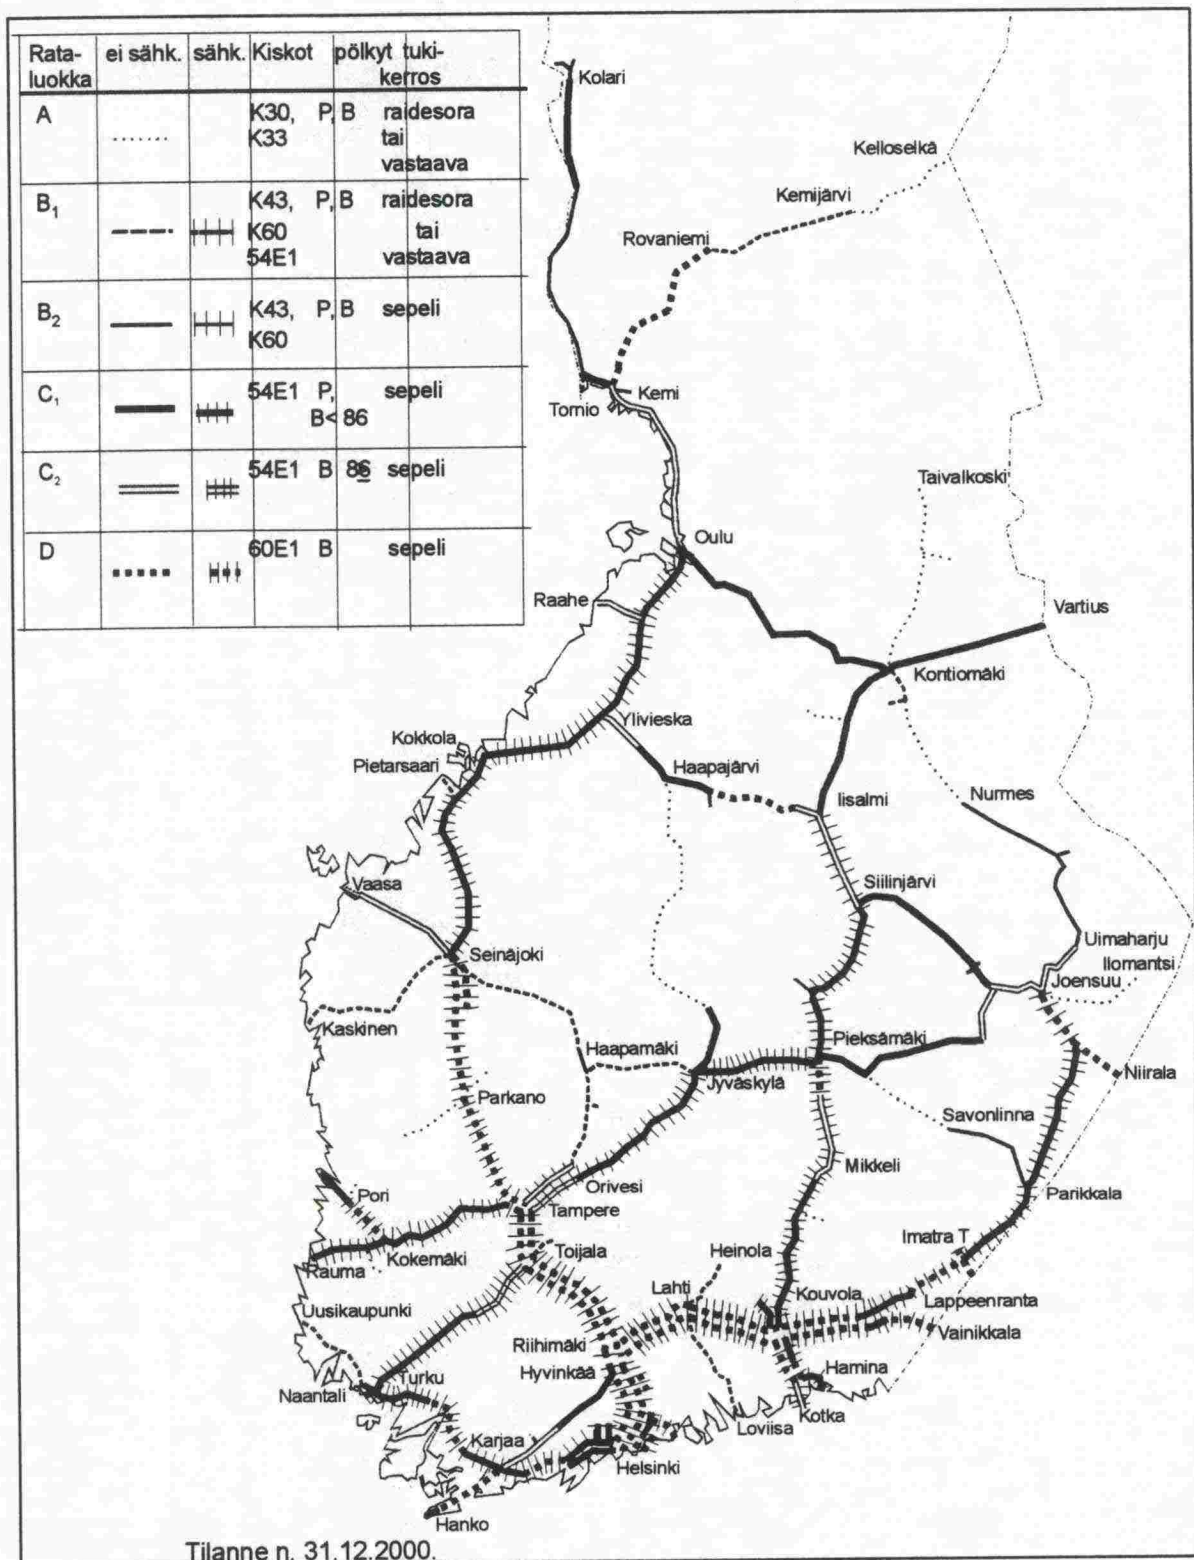 Rata- ei sähk. sähk. Kiskot pölkyt tuki-
luokka kerros
A K30, P, B raidesora
K33 tai
vastaava
B₁ K43, P, B raidesora
K60 tai
54E1 vastaava
B₂ K43, P, B sepeli
K60
C₁ 54E1 P, sepeli
B< 86
C₂ 54E1 B 86 sepeli
D 60E1 B sepeli
Kolari
Kelloselkä
Kemijärvi
Rovaniemi
Kemi
Tornio
Taivalkoski
Oulu
Raahe
Vartius
Kontiomäki
Ylivieska
Kokkola
Pietarsaari
Haapajärvi
Iisalmi
Nurmes
Vaasa
Siilinjärvi
Seinäjoki
Uimaharju
Ilomantsi
Joensuu
Kaskinen
Haapamäki
Pieksämäki
Jyväskylä
Niirala
Parkano
Savonlinna
Mikkeli
Orivesi
Parikkala
Pori
Tampere
Imatra T
Toijala
Heinola
Kokemäki
Rauma
Lahti
Kouvola
Lappeenranta
Uusikaupunki
Vainikkala
Riihimäki
Hyvinkää
Hamina
Turku
Naantali
Kotka
Loviisa
Karjaa
Helsinki
Hanko
Tilanne n. 31.12.2000.